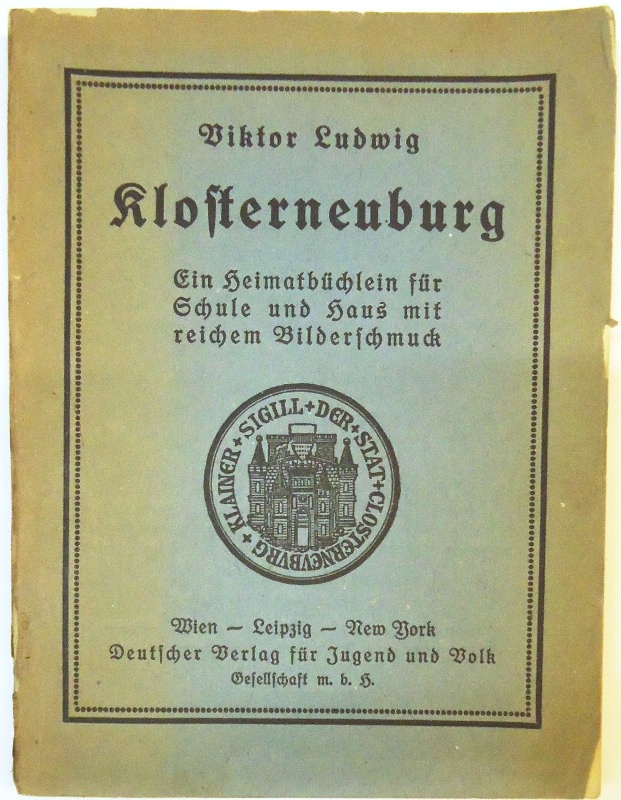 Viktor Ludwig
Klosterneuburg
Ein Heimatbüchlein für
Schule und Haus mit
reichem Bilderschmuck
KLAINER + SIGILL + DER + STAT + CLOSTERNEVBVRG +
Wien — Leipzig — New York
Deutscher Verlag für Jugend und Volk
Gesellschaft m. b. H.